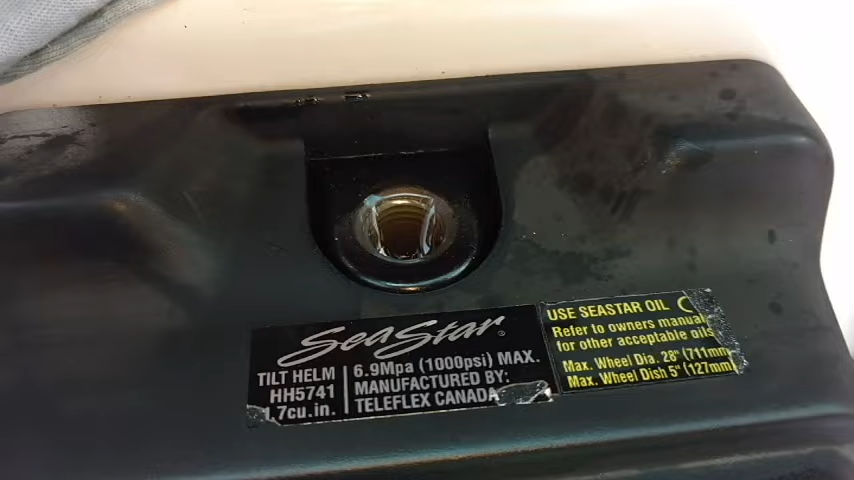 SeaStar®
TILT HELM
HH5741
1.7cu.in.
6.9Mpa (1000psi) MAX.
MANUFACTURED BY:
TELEFLEX CANADA
USE SEASTAR OIL
Refer to owners manual
for other acceptable oils
Max. Wheel Dia. 28" (711mm
Max. Wheel Dish 5" (127mm